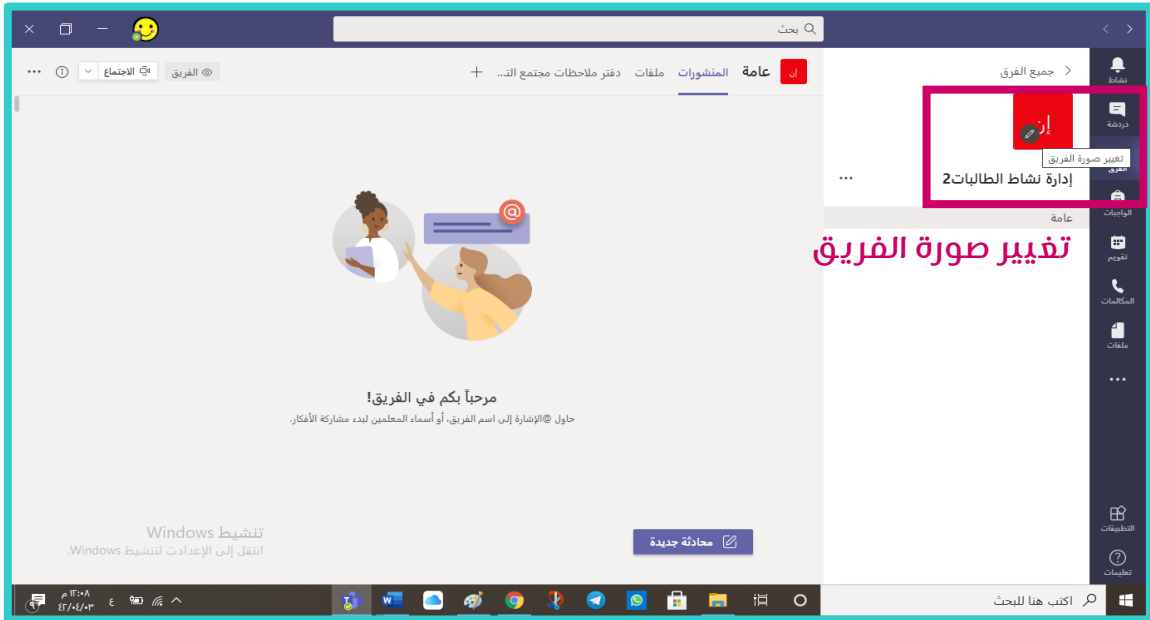 بحث
نشاط
دردشة
الفرق
الواجبات
تقويم
المكالمات
ملفات
التطبيقات
تعليمات
جميع الفرق
إن
تغيير صورة الفريق
إدارة نشاط الطالبات2
عامة
تغيير صورة الفريق
إن عامة المنشورات ملفات دفتر ملاحظات مجتمع التـ... +
الفريق الاجتماع
@
مرحباً بكم في الفريق!
حاول @الإشارة إلى اسم الفريق، أو أسماء المعلمين لبدء مشاركة الأفكار.
محادثة جديدة
تنشيط Windows
انتقل إلى الإعدادات لتنشيط Windows.
اكتب هنا للبحث
ع
١٢:٠٨ م
٤٢/٠٤/٠٣